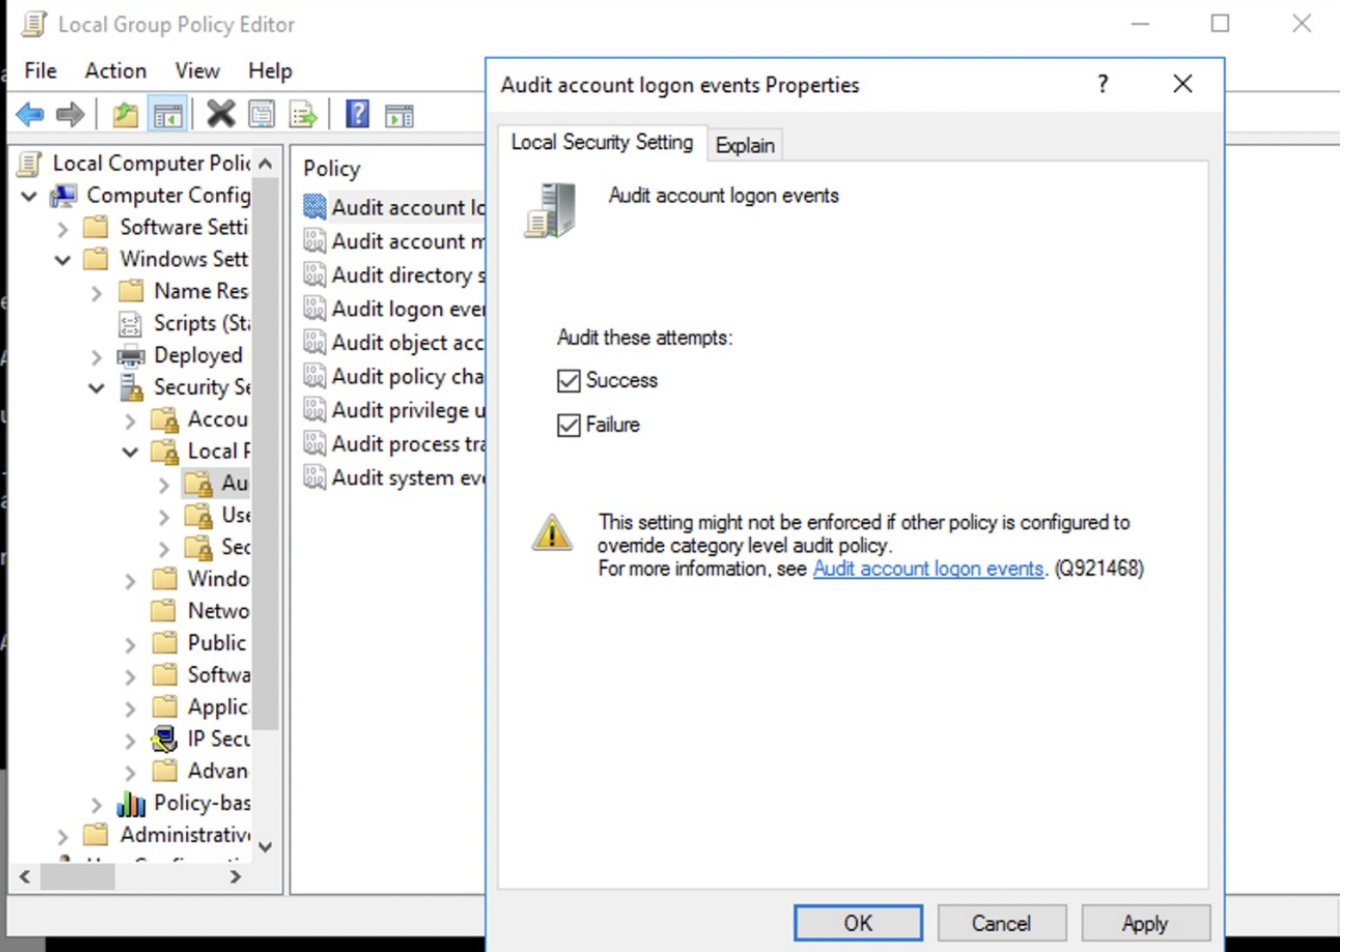 Local Group Policy Editor
File Action View Help
Local Computer Polic
Computer Config
Software Setti
Windows Sett
Name Res
Scripts (Sta
Deployed
Security Se
Accou
Local P
Au
Use
Sec
Windo
Netwo
Public
Softwa
Applic
IP Secu
Advan
Policy-bas
Administrativ
Policy
Audit account lo
Audit account m
Audit directory s
Audit logon ever
Audit object acc
Audit policy cha
Audit privilege u
Audit process tra
Audit system eve
Audit account logon events Properties
Local Security Setting Explain
Audit account logon events
Audit these attempts:
Success
Failure
This setting might not be enforced if other policy is configured to
override category level audit policy.
For more information, see Audit account logon events. (Q921468)
OK Cancel Apply